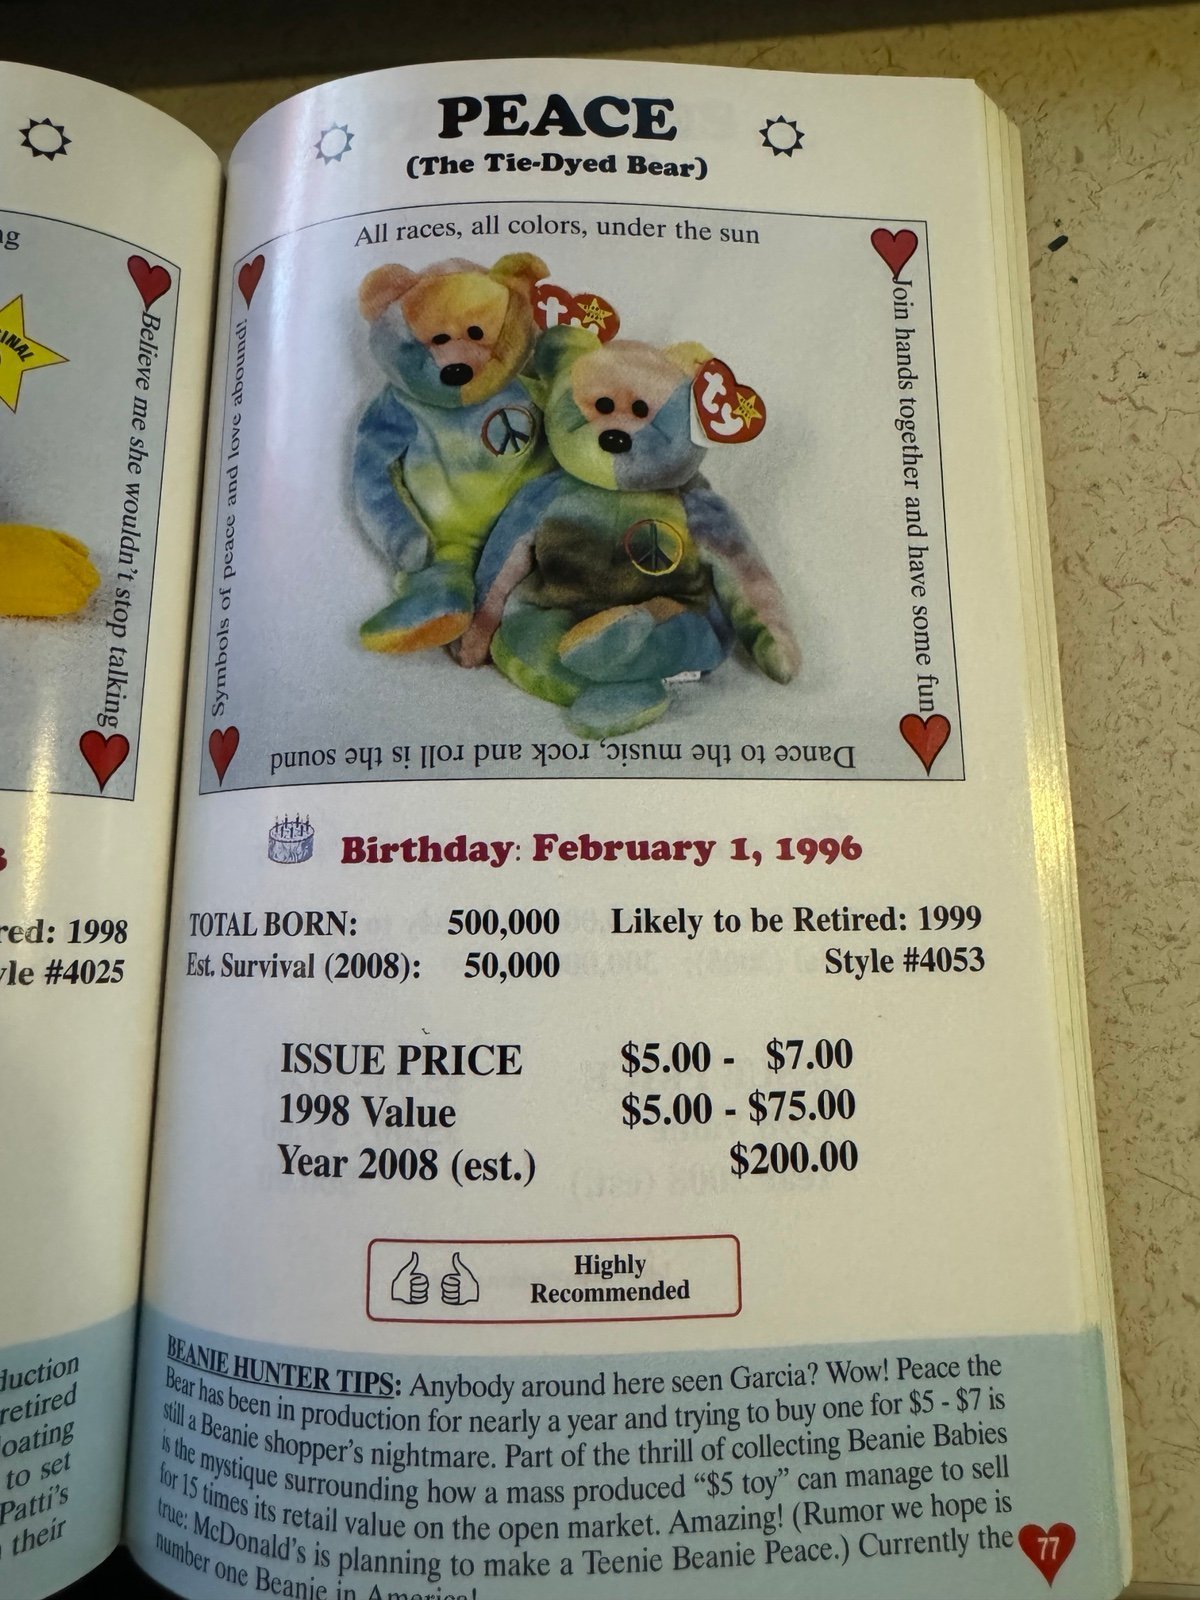 ng
INAL
Believe me she wouldn't stop talking
red: 1998
yle #4025
duction
retired
loating
to set
Patti's
their
PEACE
(The Tie-Dyed Bear)
All races, all colors, under the sun
Join hands together and have some fun
Dance to the music, rock and roll is the sound
Symbols of peace and love abound!
ty
ty
Birthday: February 1, 1996
TOTAL BORN: 500,000 Likely to be Retired: 1999
Est. Survival (2008): 50,000 Style #4053
ISSUE PRICE $5.00 - $7.00
1998 Value $5.00 - $75.00
Year 2008 (est.) $200.00
Highly
Recommended
BEANIE HUNTER TIPS: Anybody around here seen Garcia? Wow! Peace the
Bear has been in production for nearly a year and trying to buy one for $5 - $7 is
still a Beanie shopper's nightmare. Part of the thrill of collecting Beanie Babies
is the mystique surrounding how a mass produced “$5 toy” can manage to sell
for 15 times its retail value on the open market. Amazing! (Rumor we hope is
true: McDonald's is planning to make a Teenie Beanie Peace.) Currently the
number one Beanie in America!
77